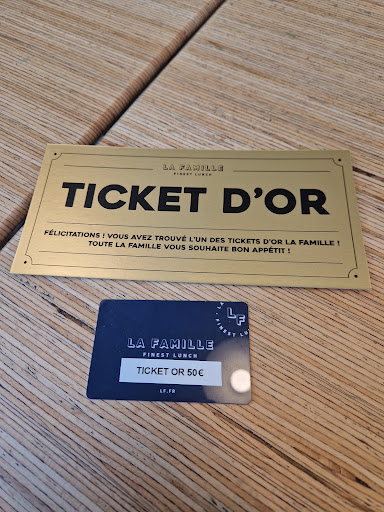 LA FAMILLE
FINEST LUNCH
TICKET D'OR
FÉLICITATIONS ! VOUS AVEZ TROUVÉ L'UN DES TICKETS D'OR LA FAMILLE !
TOUTE LA FAMILLE VOUS SOUHAITE BON APPÉTIT !
LF
LA FAMILLE
FINEST LUNCH
TICKET OR 50€
LF.FR